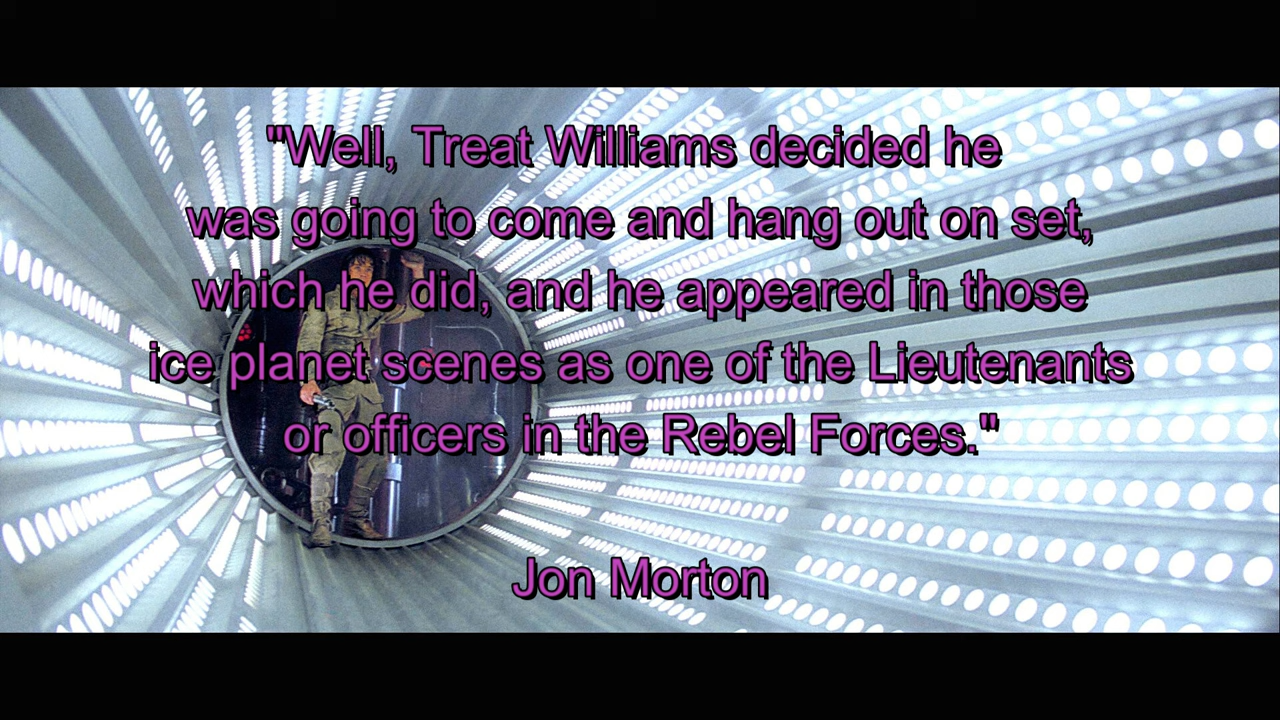 "Well, Treat Williams decided he
was going to come and hang out on set,
which he did, and he appeared in those
ice planet scenes as one of the Lieutenants
or officers in the Rebel Forces."
Jon Morton